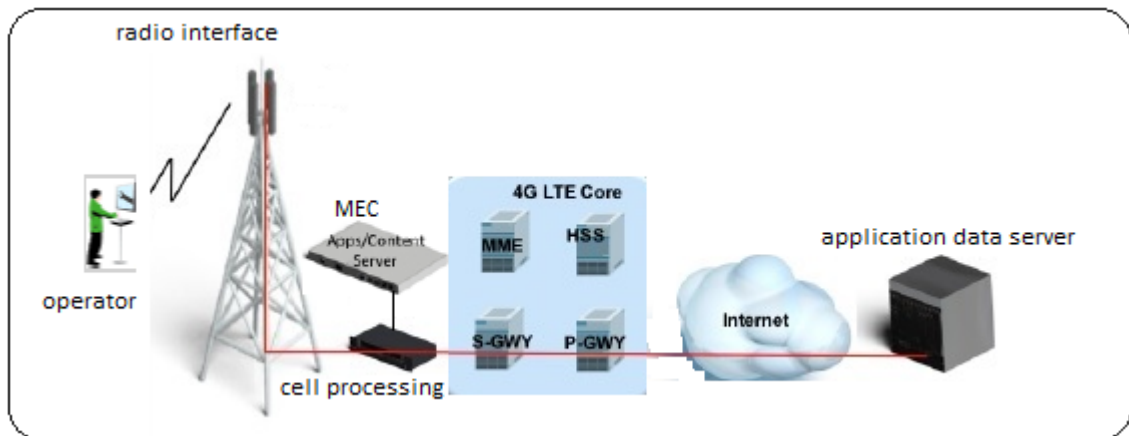 radio interface
4G LTE Core
MEC
Apps/Content
Server
MME
HSS
application data server
operator
S-GWY
P-GWY
Internet
cell processing